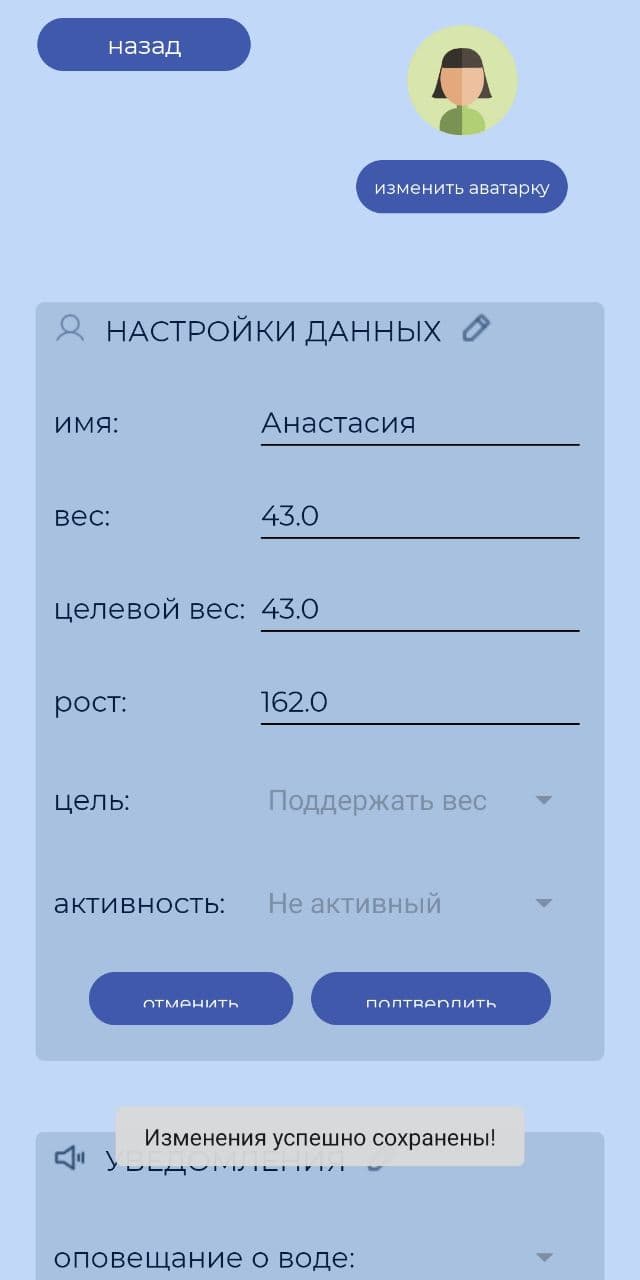 назад
изменить аватарку
НАСТРОЙКИ ДАННЫХ
имя: Анастасия
вес: 43.0
целевой вес: 43.0
рост: 162.0
цель: Поддержать вес
активность: Не активный
отменить подтвердить
Изменения успешно сохранены!
УВЕДОМЛЕНИЯ
оповещание о воде: